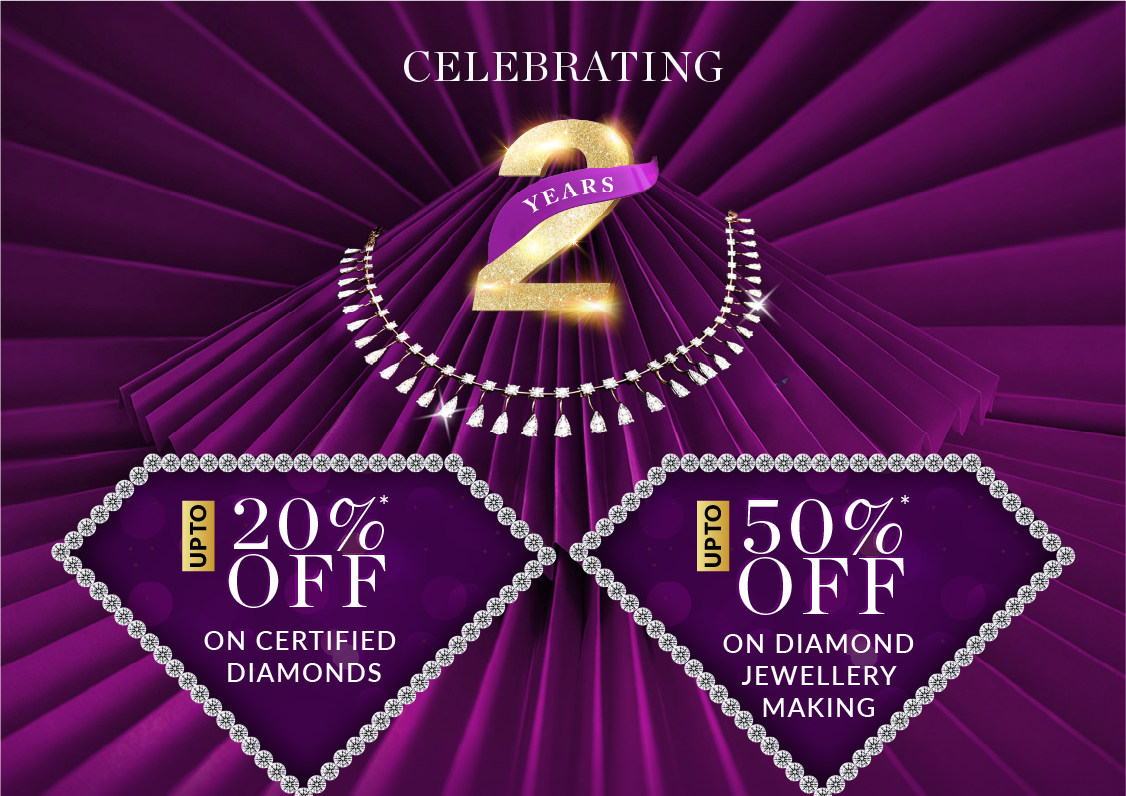 CELEBRATING
2
YEARS
UPTO
20%*
OFF
ON CERTIFIED
DIAMONDS
UPTO
50%*
OFF
ON DIAMOND
JEWELLERY
MAKING